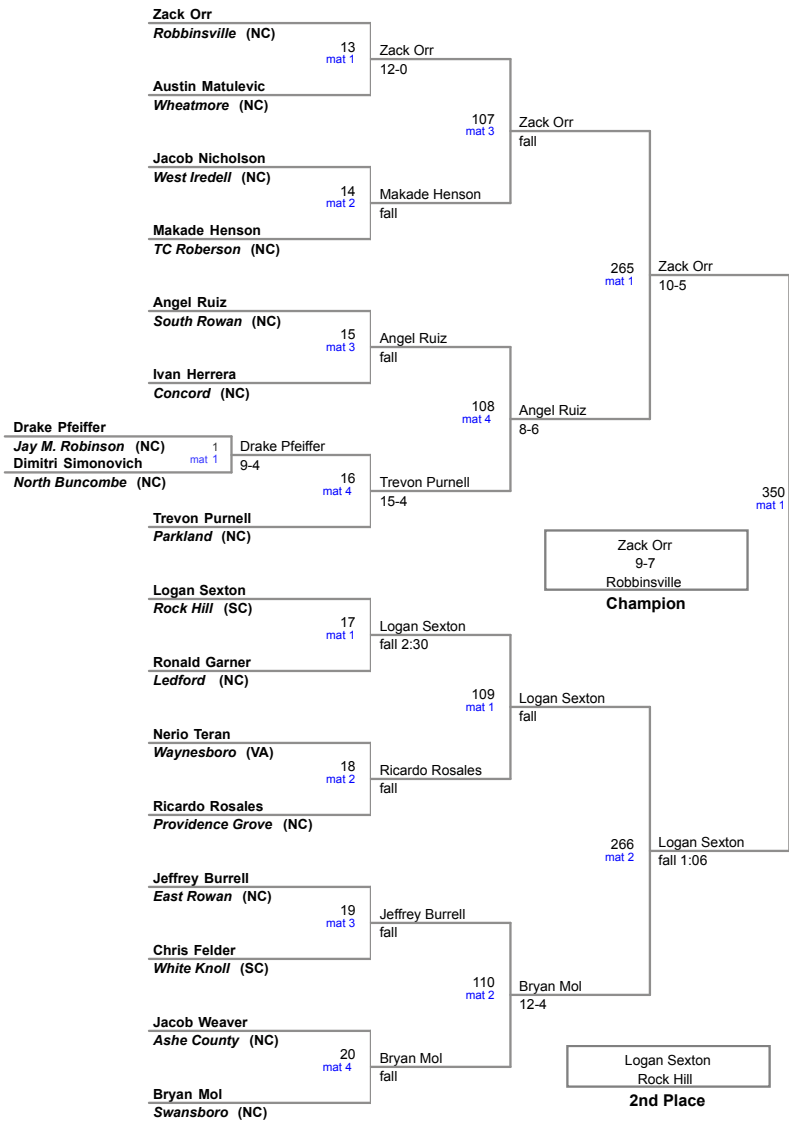 Zack Orr
Robbinsville (NC)
13
mat 1
Zack Orr
12-0
Austin Matulevic
Wheatmore (NC)
107
mat 3
Zack Orr
fall
Jacob Nicholson
West Iredell (NC)
14
mat 2
Makade Henson
fall
Makade Henson
TC Roberson (NC)
265
mat 1
Zack Orr
10-5
Angel Ruiz
South Rowan (NC)
15
mat 3
Angel Ruiz
fall
Ivan Herrera
Concord (NC)
108
mat 4
Angel Ruiz
8-6
Drake Pfeiffer
Jay M. Robinson (NC)
1
mat 1
Drake Pfeiffer
9-4
Dimitri Simonovich
North Buncombe (NC)
16
mat 4
Trevon Purnell
15-4
Trevon Purnell
Parkland (NC)
350
mat 1
Zack Orr
9-7
Robbinsville
Champion
Logan Sexton
Rock Hill (SC)
17
mat 1
Logan Sexton
fall 2:30
Ronald Garner
Ledford (NC)
109
mat 1
Logan Sexton
fall
Nerio Teran
Waynesboro (VA)
18
mat 2
Ricardo Rosales
fall
Ricardo Rosales
Providence Grove (NC)
266
mat 2
Logan Sexton
fall 1:06
Jeffrey Burrell
East Rowan (NC)
19
mat 3
Jeffrey Burrell
fall
Chris Felder
White Knoll (SC)
110
mat 2
Bryan Mol
12-4
Jacob Weaver
Ashe County (NC)
20
mat 4
Bryan Mol
fall
Bryan Mol
Swansboro (NC)
Logan Sexton
Rock Hill
2nd Place